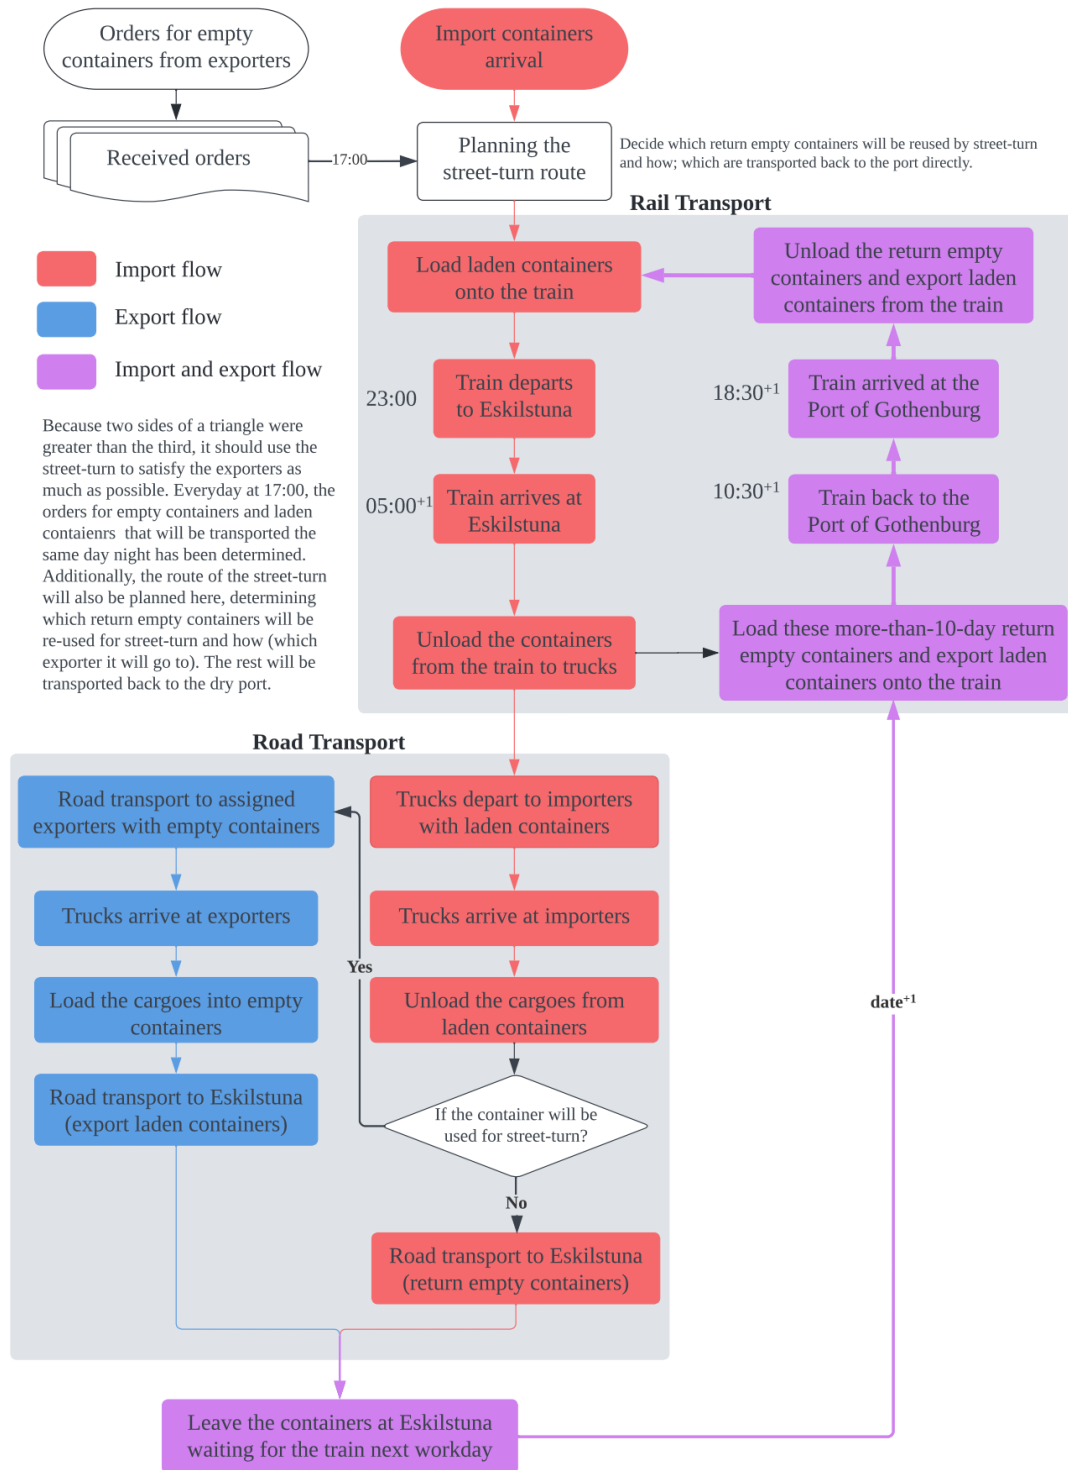 Orders for empty
containers from exporters
Import containers
arrival
Received orders
17:00
Planning the
street-turn route
Decide which return empty containers will be reused by street-turn
and how; which are transported back to the port directly.
Rail Transport
Import flow
Export flow
Import and export flow
Because two sides of a triangle were
greater than the third, it should use the
street-turn to satisfy the exporters as
much as possible. Everyday at 17:00, the
orders for empty containers and laden
contaienrs  that will be transported the
same day night has been determined.
Additionally, the route of the street-turn
will also be planned here, determining
which return empty containers will be
re-used for street-turn and how (which
exporter it will go to). The rest will be
transported back to the dry port.
Load laden containers
onto the train
Unload the return empty
containers and export laden
containers from the train
23:00
Train departs
to Eskilstuna
18:30+1
Train arrived at the
Port of Gothenburg
05:00+1
Train arrives at
Eskilstuna
10:30+1
Train back to the
Port of Gothenburg
Unload the containers
from the train to trucks
Load these more-than-10-day return
empty containers and export laden
containers onto the train
Road Transport
Road transport to assigned
exporters with empty containers
Trucks depart to importers
with laden containers
Trucks arrive at exporters
Trucks arrive at importers
Yes
Load the cargoes into empty
containers
Unload the cargoes from
laden containers
date+1
Road transport to Eskilstuna
(export laden containers)
If the container will be
used for street-turn?
No
Road transport to Eskilstuna
(return empty containers)
Leave the containers at Eskilstuna
waiting for the train next workday